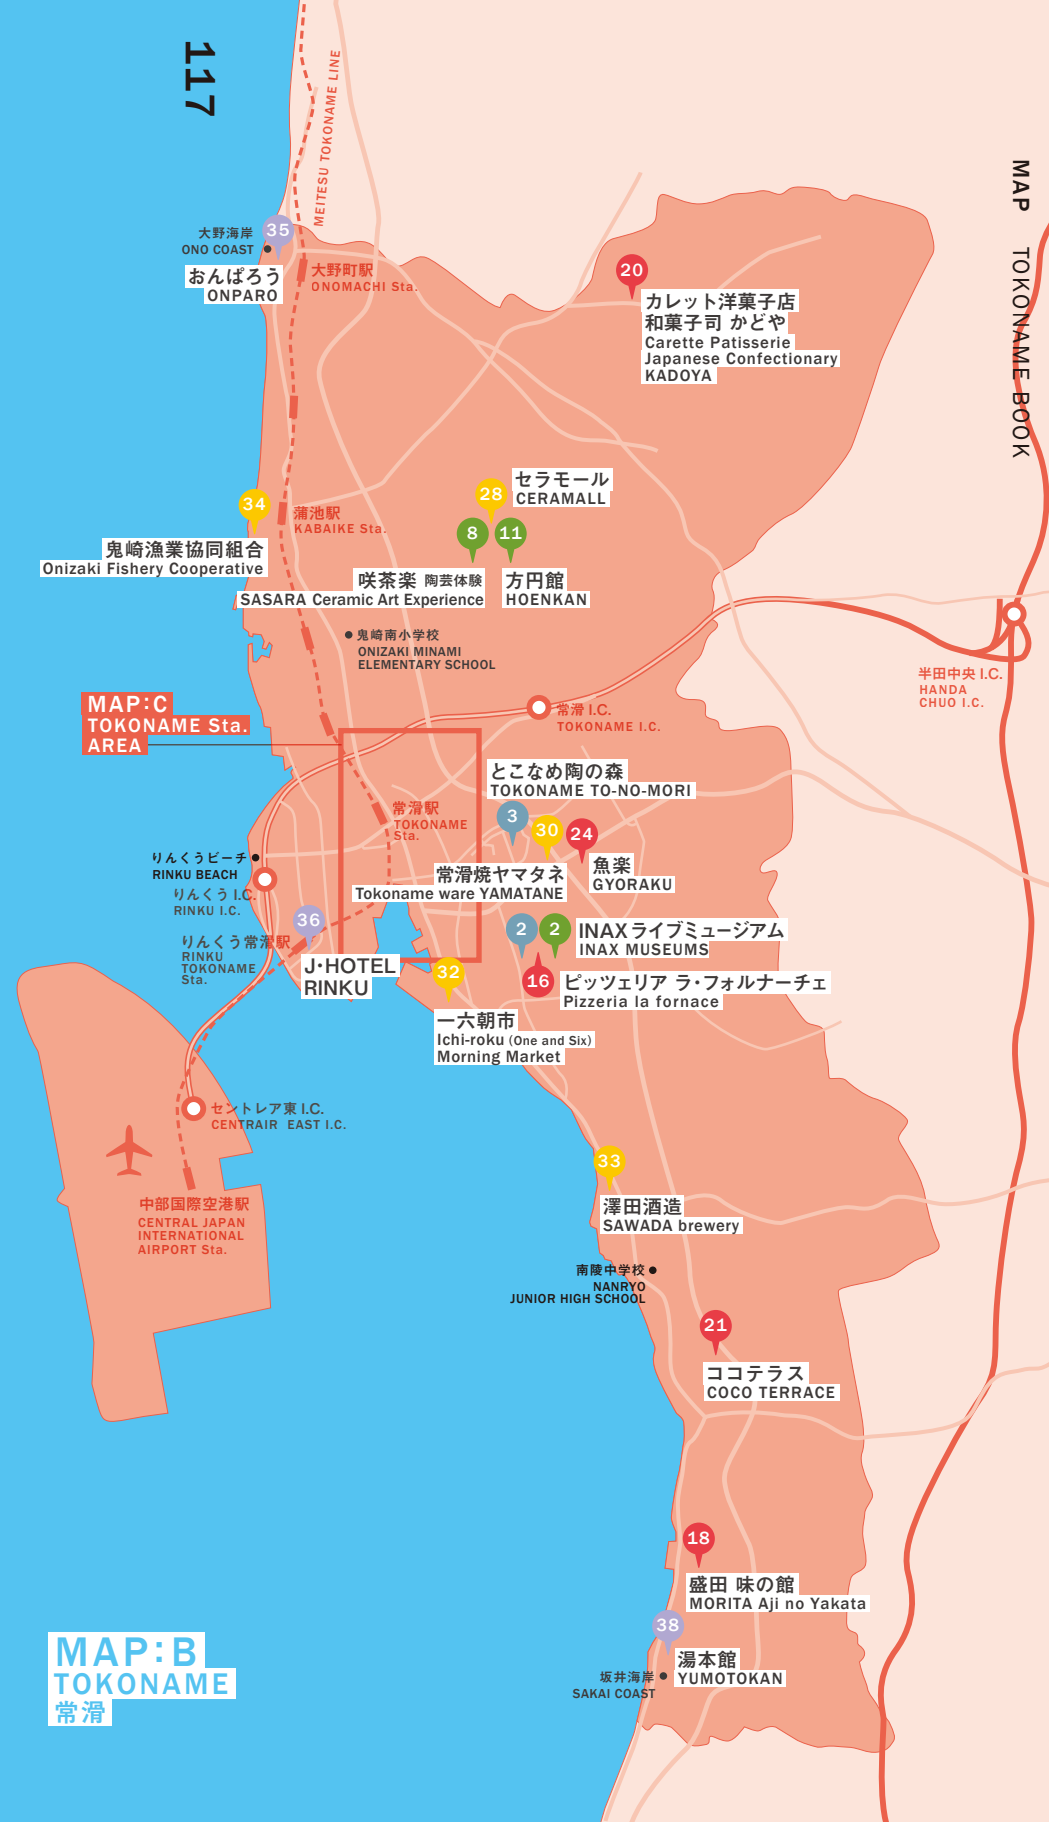 117
MAP TOKONAME BOOK
MEITESU TOKONAME LINE
35
大野海岸
ONO COAST
おんぱろう
ONPARO
大野町駅
ONOMACHI Sta.
20
カレット洋菓子店
和菓子司 かどや
Carette Patisserie
Japanese Confectionary
KADOYA
34
鬼崎漁業協同組合
Onizaki Fishery Cooperative
蒲池駅
KABAIKE Sta.
28
セラモール
CERAMALL
8
咲茶楽 陶芸体験
SASARA Ceramic Art Experience
11
方円館
HOENKAN
鬼崎南小学校
ONIZAKI MINAMI
ELEMENTARY SCHOOL
半田中央 I.C.
HANDA
CHUO I.C.
MAP:C
TOKONAME Sta.
AREA
常滑 I.C.
TOKONAME I.C.
とこなめ陶の森
TOKONAME TO-NO-MORI
3
30
24
常滑駅
TOKONAME
Sta.
魚楽
GYORAKU
常滑焼ヤマタネ
Tokoname ware YAMATANE
りんくうビーチ
RINKU BEACH
りんくう I.C.
RINKU I.C.
36
りんくう常滑駅
RINKU
TOKONAME
Sta.
J・HOTEL
RINKU
2
2
INAXライブミュージアム
INAX MUSEUMS
16
ピッツェリア ラ・フォルナーチェ
Pizzeria la fornace
32
一六朝市
Ichi-roku (One and Six)
Morning Market
セントレア東 I.C.
CENTRAIR EAST I.C.
中部国際空港駅
CENTRAL JAPAN
INTERNATIONAL
AIRPORT Sta.
33
澤田酒造
SAWADA brewery
南陵中学校
NANRYO
JUNIOR HIGH SCHOOL
21
ココテラス
COCO TERRACE
18
盛田 味の館
MORITA Aji no Yakata
38
湯本館
YUMOTOKAN
坂井海岸
SAKAI COAST
MAP:B
TOKONAME
常滑